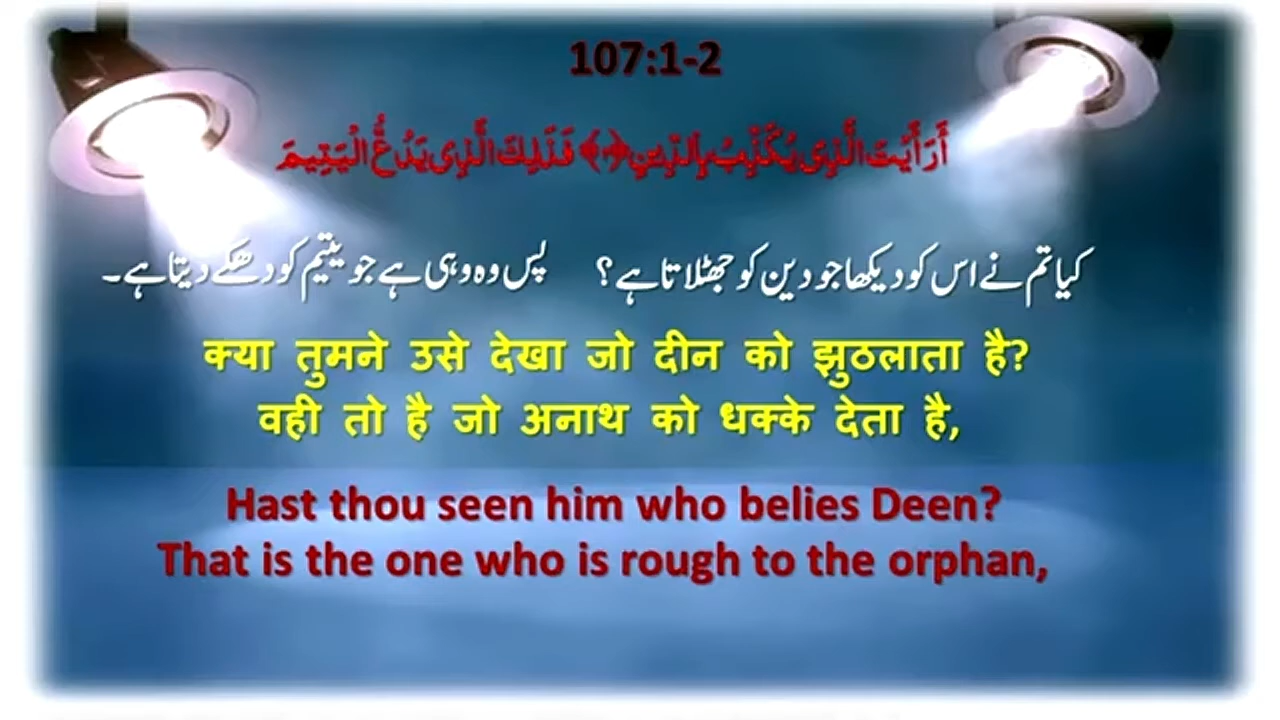 107:1-2
أَرَأَيْتَ الَّذِي يُكَذِّبُ بِالدِّينِ ﴿١﴾ فَذَٰلِكَ الَّذِي يَدُعُّ الْيَتِيمَ
کیا تم نے اس کو دیکھا جو دین کو جھٹلاتا ہے؟ پس وہ وہی ہے جو یتیم کو دھکے دیتا ہے۔
क्या तुमने उसे देखा जो दीन को झुठलाता है?
वही तो है जो अनाथ को धक्के देता है,
Hast thou seen him who belies Deen?
That is the one who is rough to the orphan,